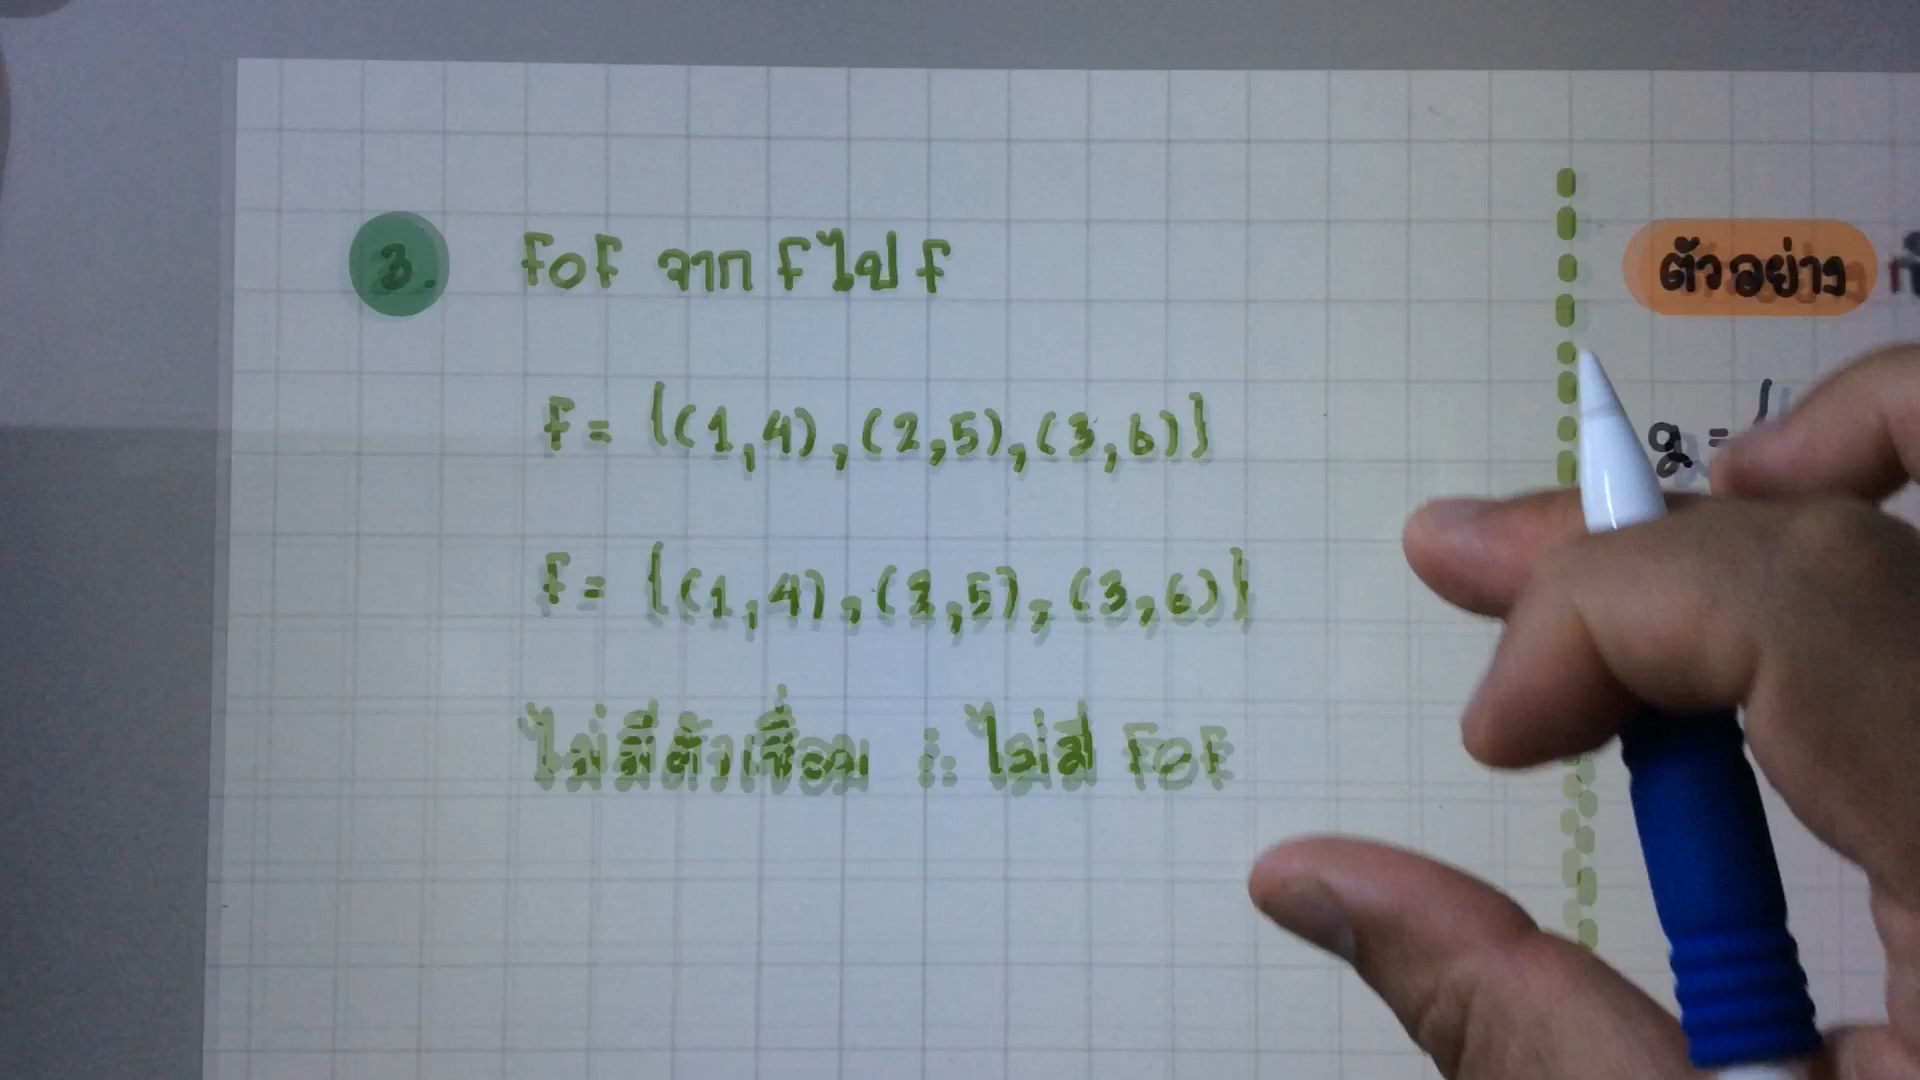 3. fof จาก f ไป f
f = {(1,4),(2,5),(3,6)}
f = {(1,4),(2,5),(3,6)}
ไม่มีตัวเชื่อม ∴ ไม่มี fof
ตัวอย่าง
g = {